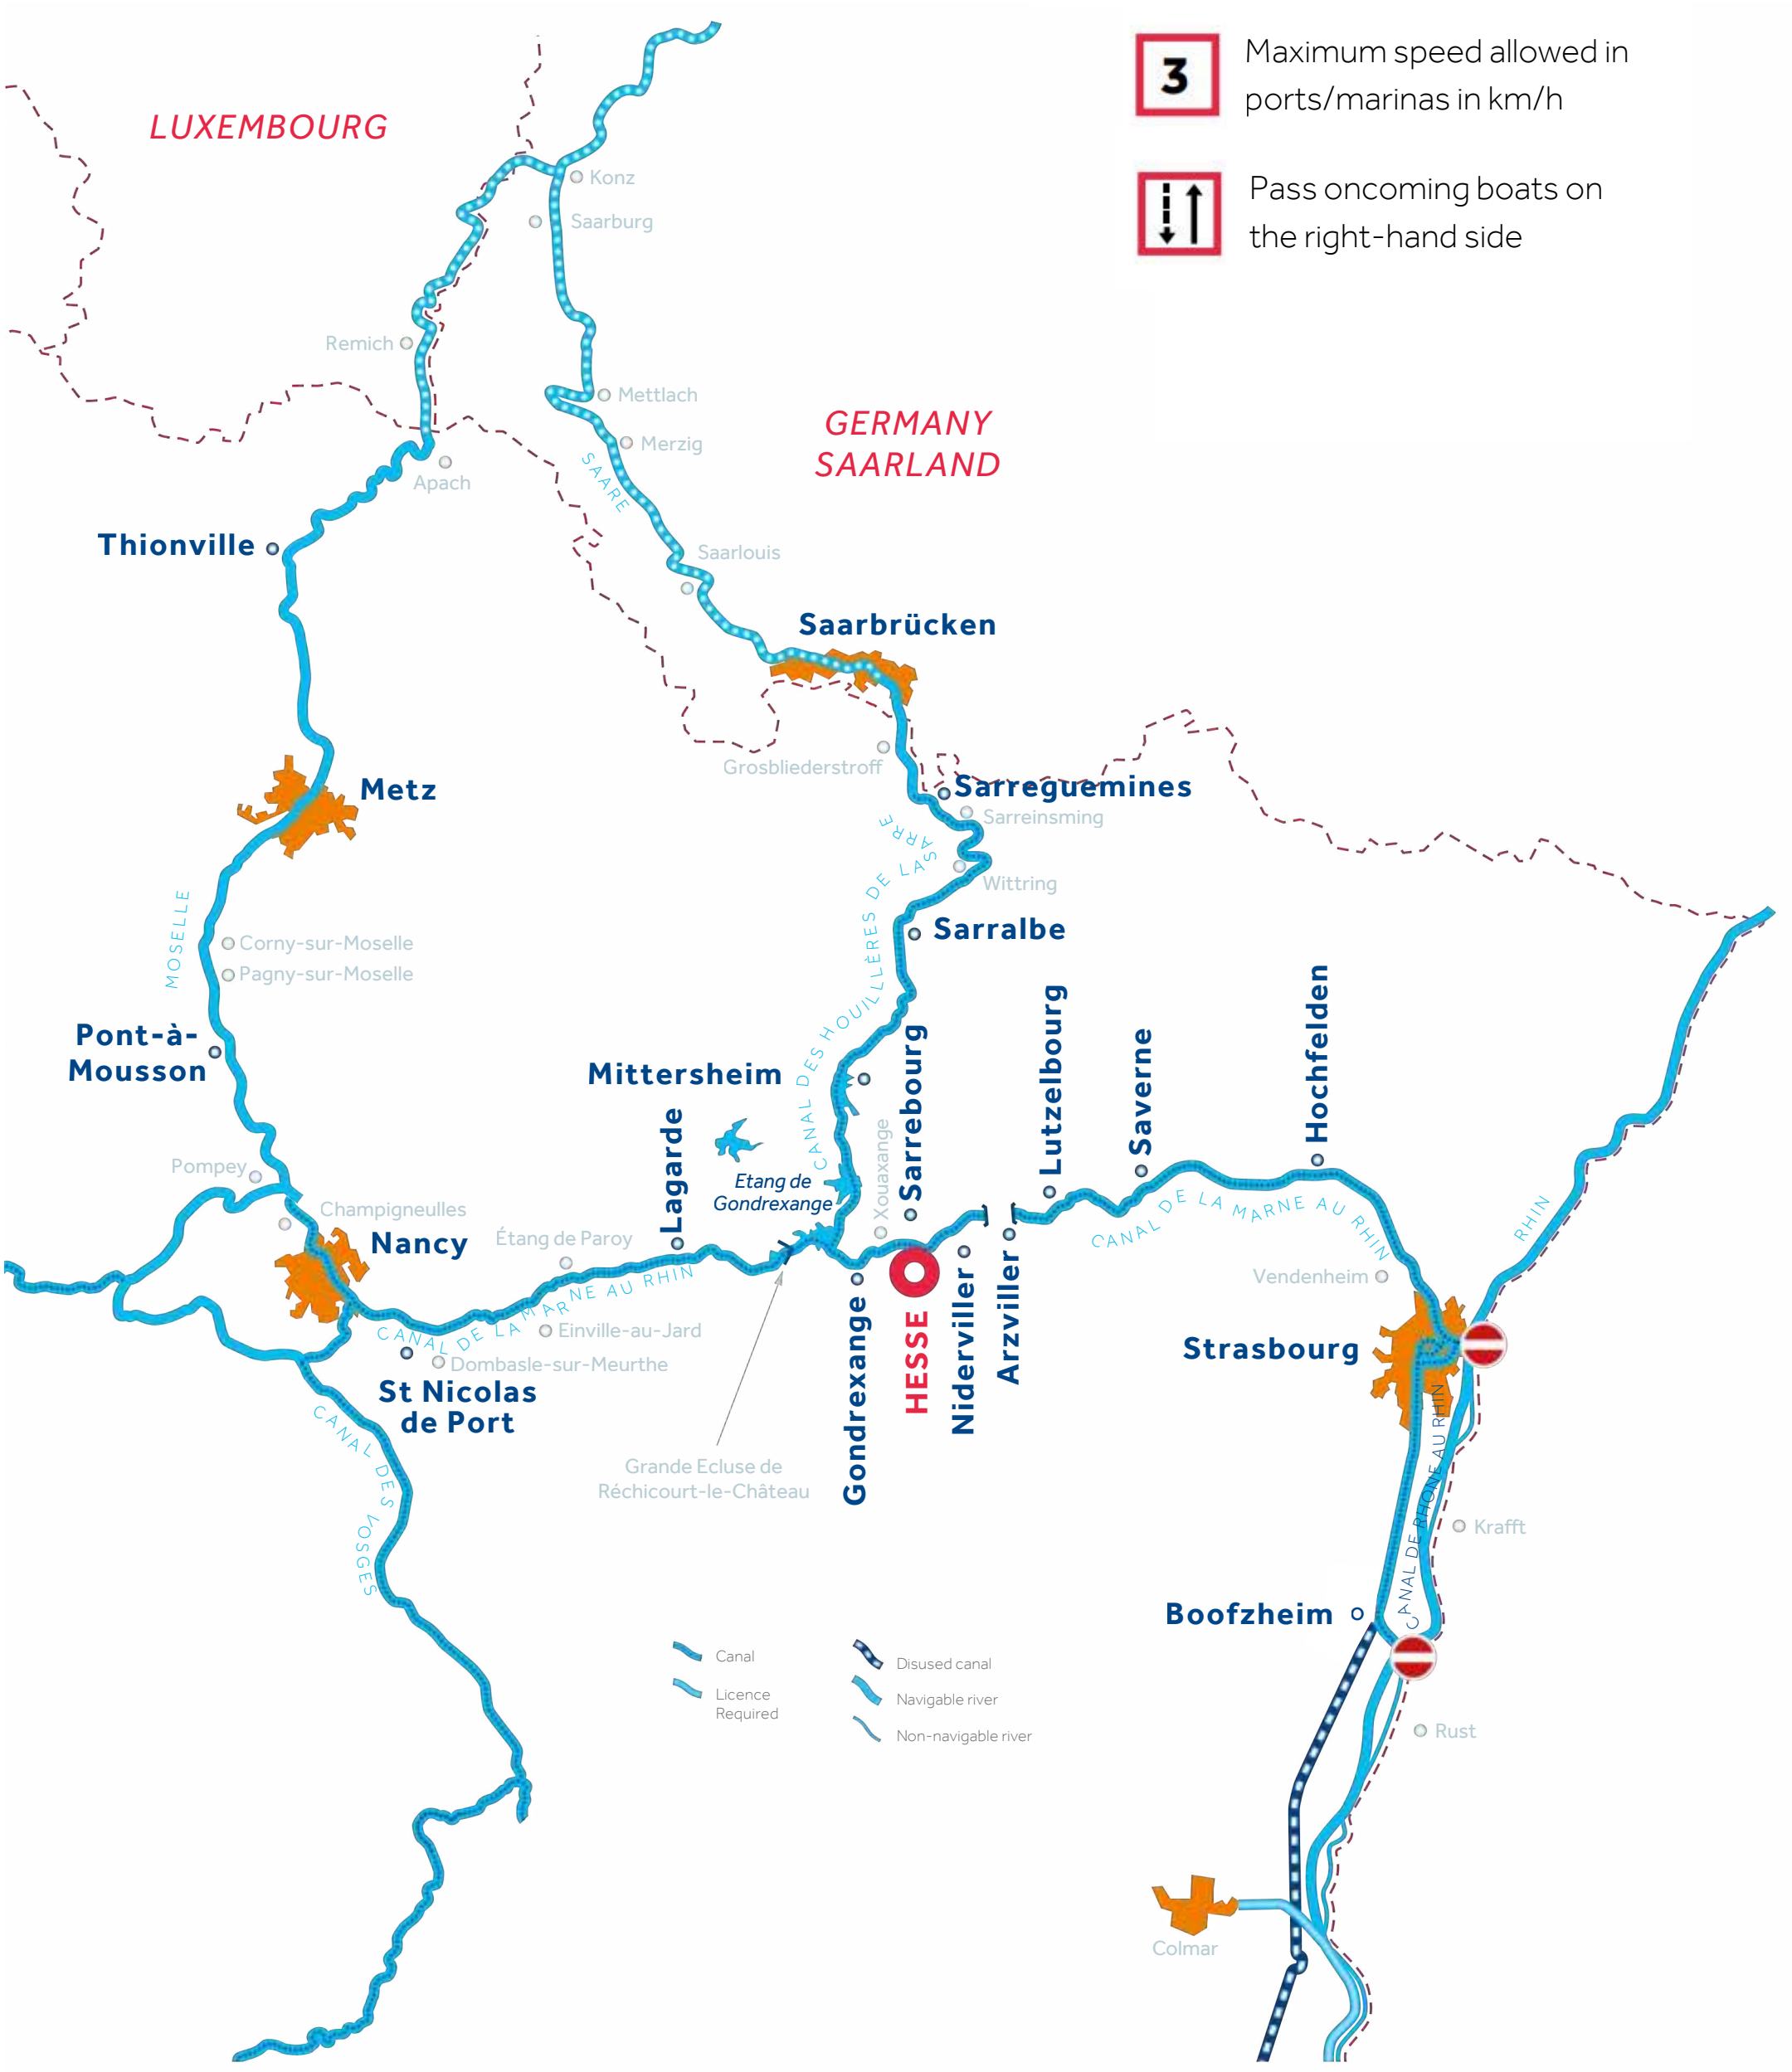 3
Maximum speed allowed in
ports/marinas in km/h
Pass oncoming boats on
the right-hand side
LUXEMBOURG
Konz
Saarburg
Remich
Mettlach
GERMANY
SAARLAND
Merzig
SAARE
Apach
Thionville
Saarlouis
Saarbrücken
Grosbliederstroff
Metz
Sarreguemines
Sarreinsming
Wittring
CANAL DES HOUILLÈRES DE LA SARRE
MOSELLE
Sarralbe
Corny-sur-Moselle
Pagny-sur-Moselle
Pont-à-
Mousson
Mittersheim
Lagarde
Etang de
Gondrexange
Xouaxange
Sarrebourg
Lutzelbourg
Saverne
Hochfelden
Pompey
Champigneulles
Nancy
Étang de Paroy
CANAL DE LA MARNE AU RHIN
CANAL DE LA MARNE AU RHIN
RHIN
Vendenheim
Einville-au-Jard
Dombasle-sur-Meurthe
St Nicolas
de Port
Gondrexange
HESSE
Niderviller
Arzviller
Strasbourg
CANAL DES VOSGES
Grande Ecluse de
Réchicourt-le-Château
CANAL DE RHONE AU RHIN
Krafft
Boofzheim
Canal
Licence
Required
Disused canal
Navigable river
Non-navigable river
Rust
Colmar